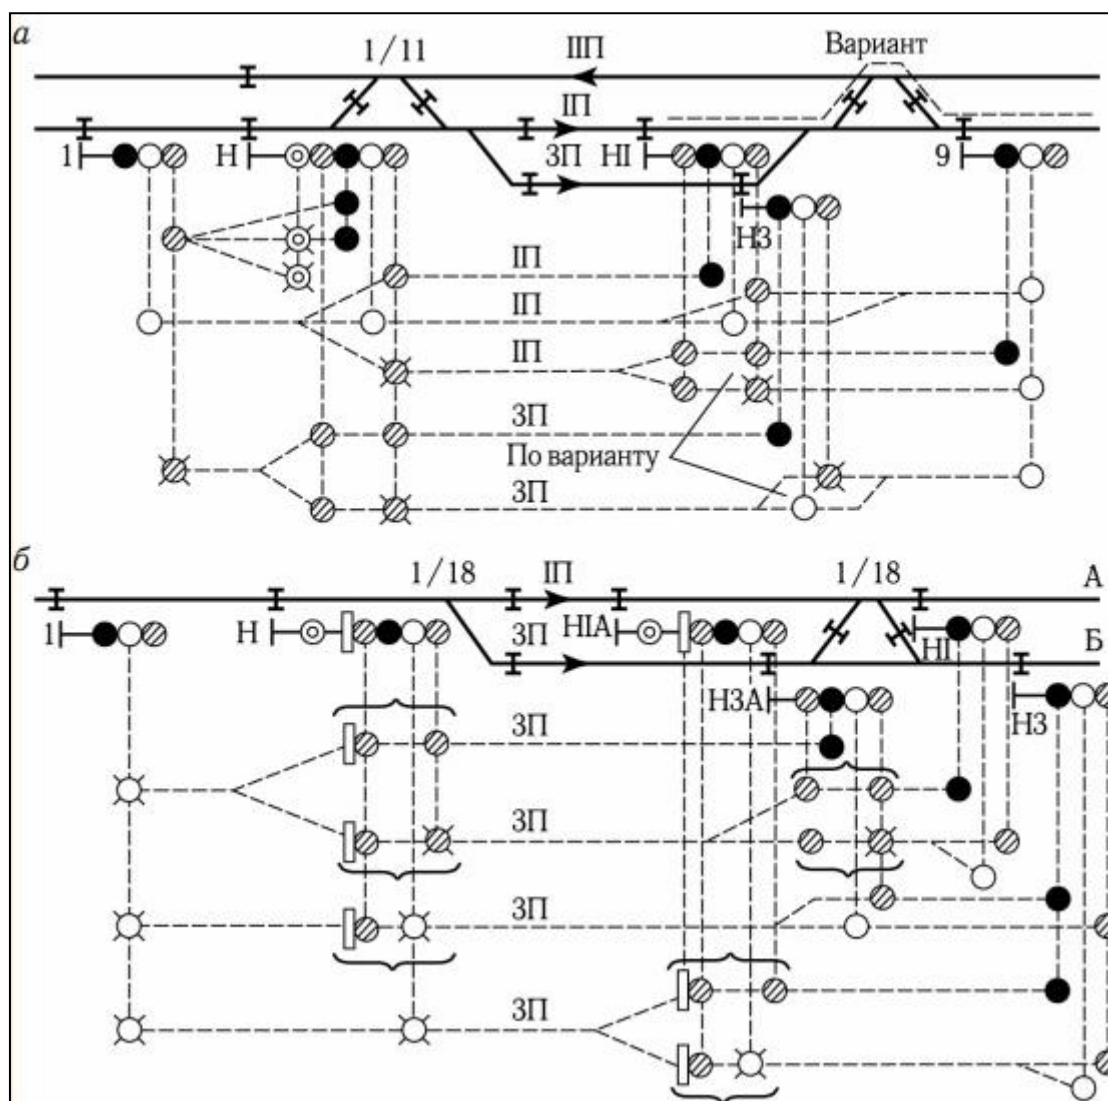 а
1/11
IIП
Вариант
IП
1
Н
3П
НI
9
Н3
IП
IП
IП
3П
По варианту
3П
б
1/18
IП
1/18
А
1
Н
3П
НIА
НI
Б
Н3А
Н3
3П
3П
3П
3П